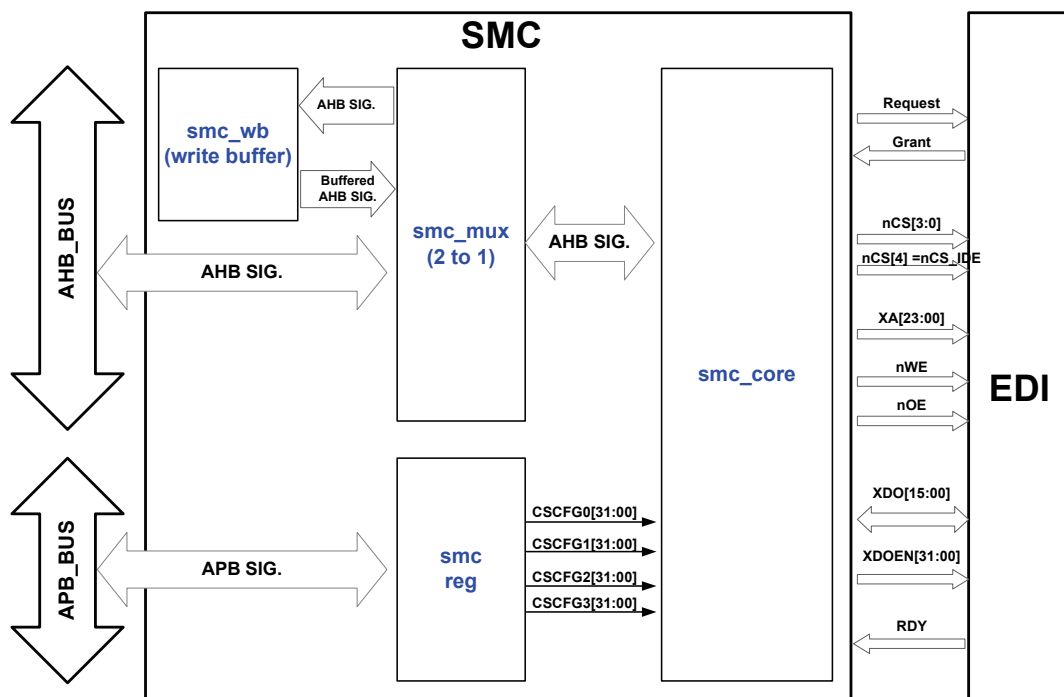 SMC
AHB_BUS
smc_wb
(write buffer)
AHB SIG.
Buffered
AHB SIG.
smc_mux
(2 to 1)
AHB SIG.
AHB SIG.
smc_core
APB_BUS
APB SIG.
smc
reg
CSCFG0[31:00]
CSCFG1[31:00]
CSCFG2[31:00]
CSCFG3[31:00]
Request
Grant
nCS[3:0]
nCS[4] =nCS_IDE
XA[23:00]
nWE
nOE
XDO[15:00]
XDOEN[31:00]
RDY
EDI